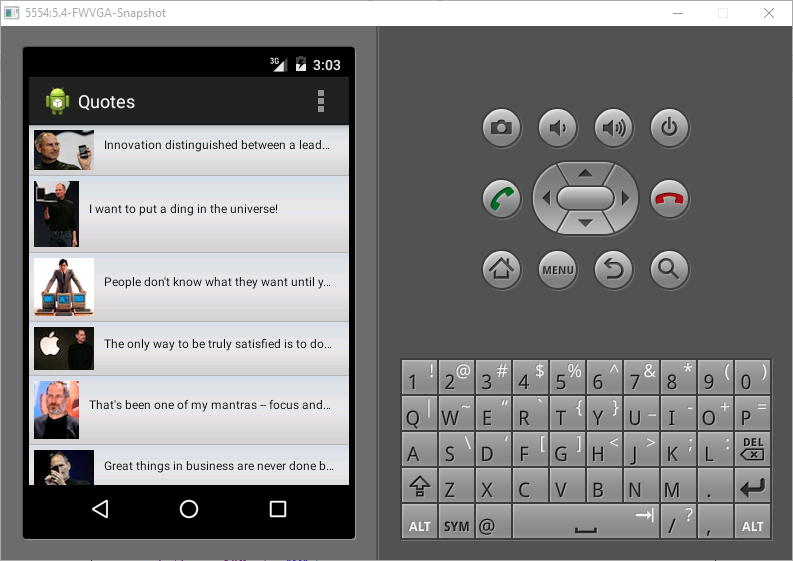 5554:5.4-FWVGA-Snapshot
3G
3:03
Quotes
Innovation distinguished between a lead...
I want to put a ding in the universe!
People don't know what they want until y...
The only way to be truly satisfied is to do...
That's been one of my mantras -- focus and...
Great things in business are never done b...
MENU
1 ! 2 @ 3 # 4 $ 5 % 6 ^ 7 & 8 * 9 ( 0 )
Q | W ~ E “ R ` T { Y } U _ I - O + P =
A S \ D ‘ F [ G ] H < J > K ; L : DEL
Z X C V B N M .
ALT SYM @ / ? , ALT